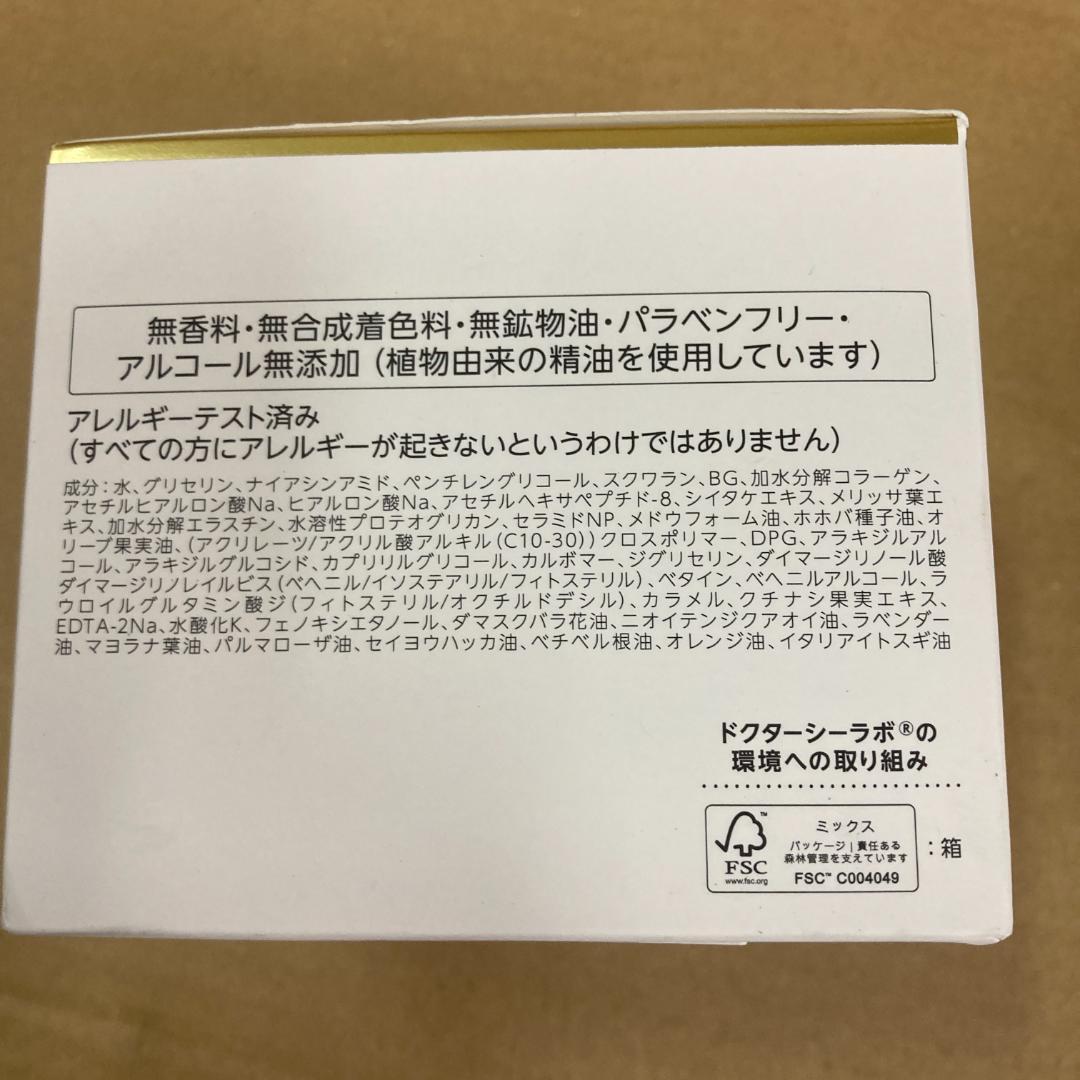 無香料・無合成着色料・無鉱物油・パラベンフリー・
アルコール無添加（植物由来の精油を使用しています）
アレルギーテスト済み
（すべての方にアレルギーが起きないというわけではありません）
成分：水、グリセリン、ナイアシンアミド、ペンチレングリコール、スクワラン、BG、加水分解コラーゲン、
アセチルヒアルロン酸Na、ヒアルロン酸Na、アセチルヘキサペプチド-8、シイタケエキス、メリッサ葉エ
キス、加水分解エラスチン、水溶性プロテオグリカン、セラミドNP、メドウフォーム油、ホホバ種子油、オ
リーブ果実油、（アクリレーツ/アクリル酸アルキル（C10-30））クロスポリマー、DPG、アラキジルアル
コール、アラキジルグルコシド、カプリリルグリコール、カルボマー、ジグリセリン、ダイマージリノール酸
ダイマージリノレイルビス（ベヘニル/イソステアリル/フィトステリル）、ベタイン、ベヘニルアルコール、ラ
ウロイルグルタミン酸ジ（フィトステリル/オクチルドデシル）、カラメル、クチナシ果実エキス、
EDTA-2Na、水酸化K、フェノキシエタノール、ダマスクバラ花油、ニオイテンジクアオイ油、ラベンダー
油、マヨラナ葉油、パルマローザ油、セイヨウハッカ油、ベチベル根油、オレンジ油、イタリアイトスギ油
ドクターシーラボ®の
環境への取り組み
FSC™
www.fsc.org
ミックス
パッケージ｜責任ある
森林管理を支えています
FSC™ C004049
：箱